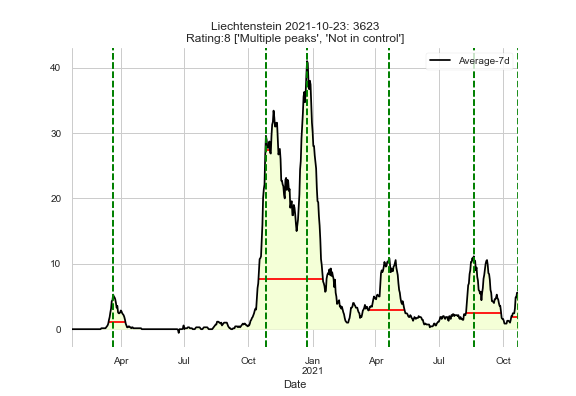 Liechtenstein 2021-10-23: 3623
Rating:8 ['Multiple peaks', 'Not in control']
Average-7d
40
30
20
10
0
Apr
Jul
Oct
Jan
2021
Apr
Jul
Oct
Date